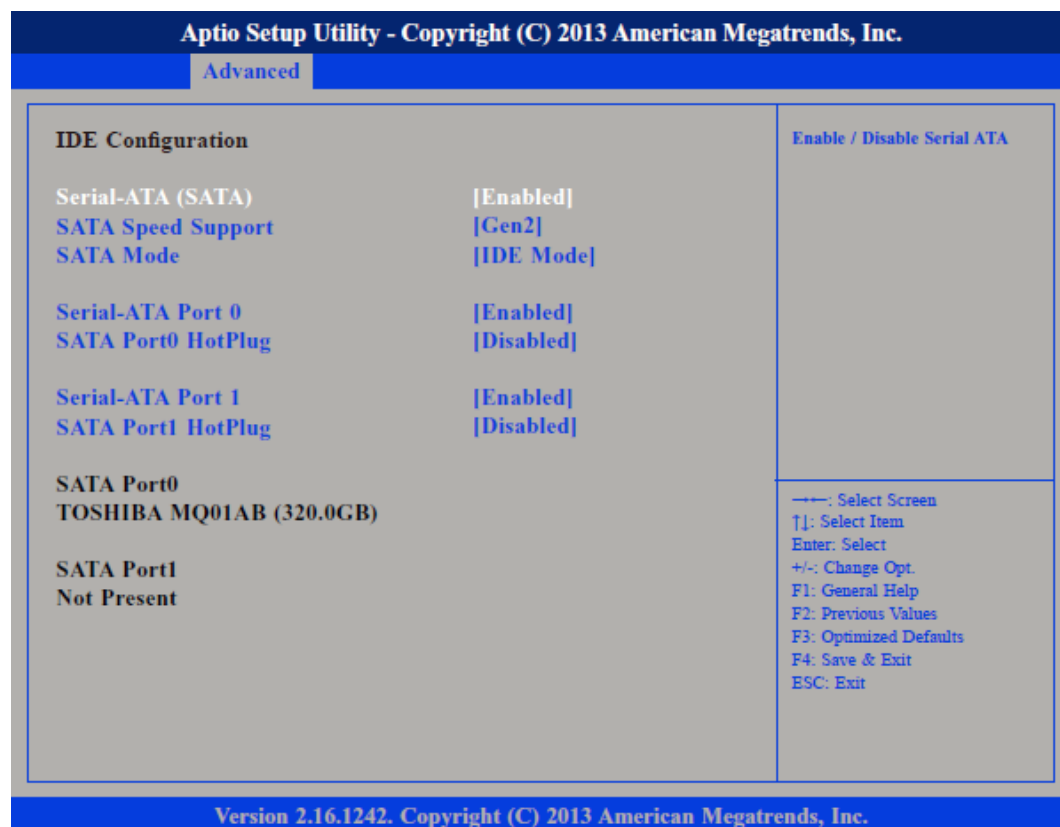 Aptio Setup Utility - Copyright (C) 2013 American Megatrends, Inc.
Advanced
IDE Configuration
Serial-ATA (SATA) [Enabled]
SATA Speed Support [Gen2]
SATA Mode [IDE Mode]
Serial-ATA Port 0 [Enabled]
SATA Port0 HotPlug [Disabled]
Serial-ATA Port 1 [Enabled]
SATA Port1 HotPlug [Disabled]
SATA Port0
TOSHIBA MQ01AB (320.0GB)
SATA Port1
Not Present
Enable / Disable Serial ATA
→←: Select Screen
↑↓: Select Item
Enter: Select
+/-: Change Opt.
F1: General Help
F2: Previous Values
F3: Optimized Defaults
F4: Save & Exit
ESC: Exit
Version 2.16.1242. Copyright (C) 2013 American Megatrends, Inc.